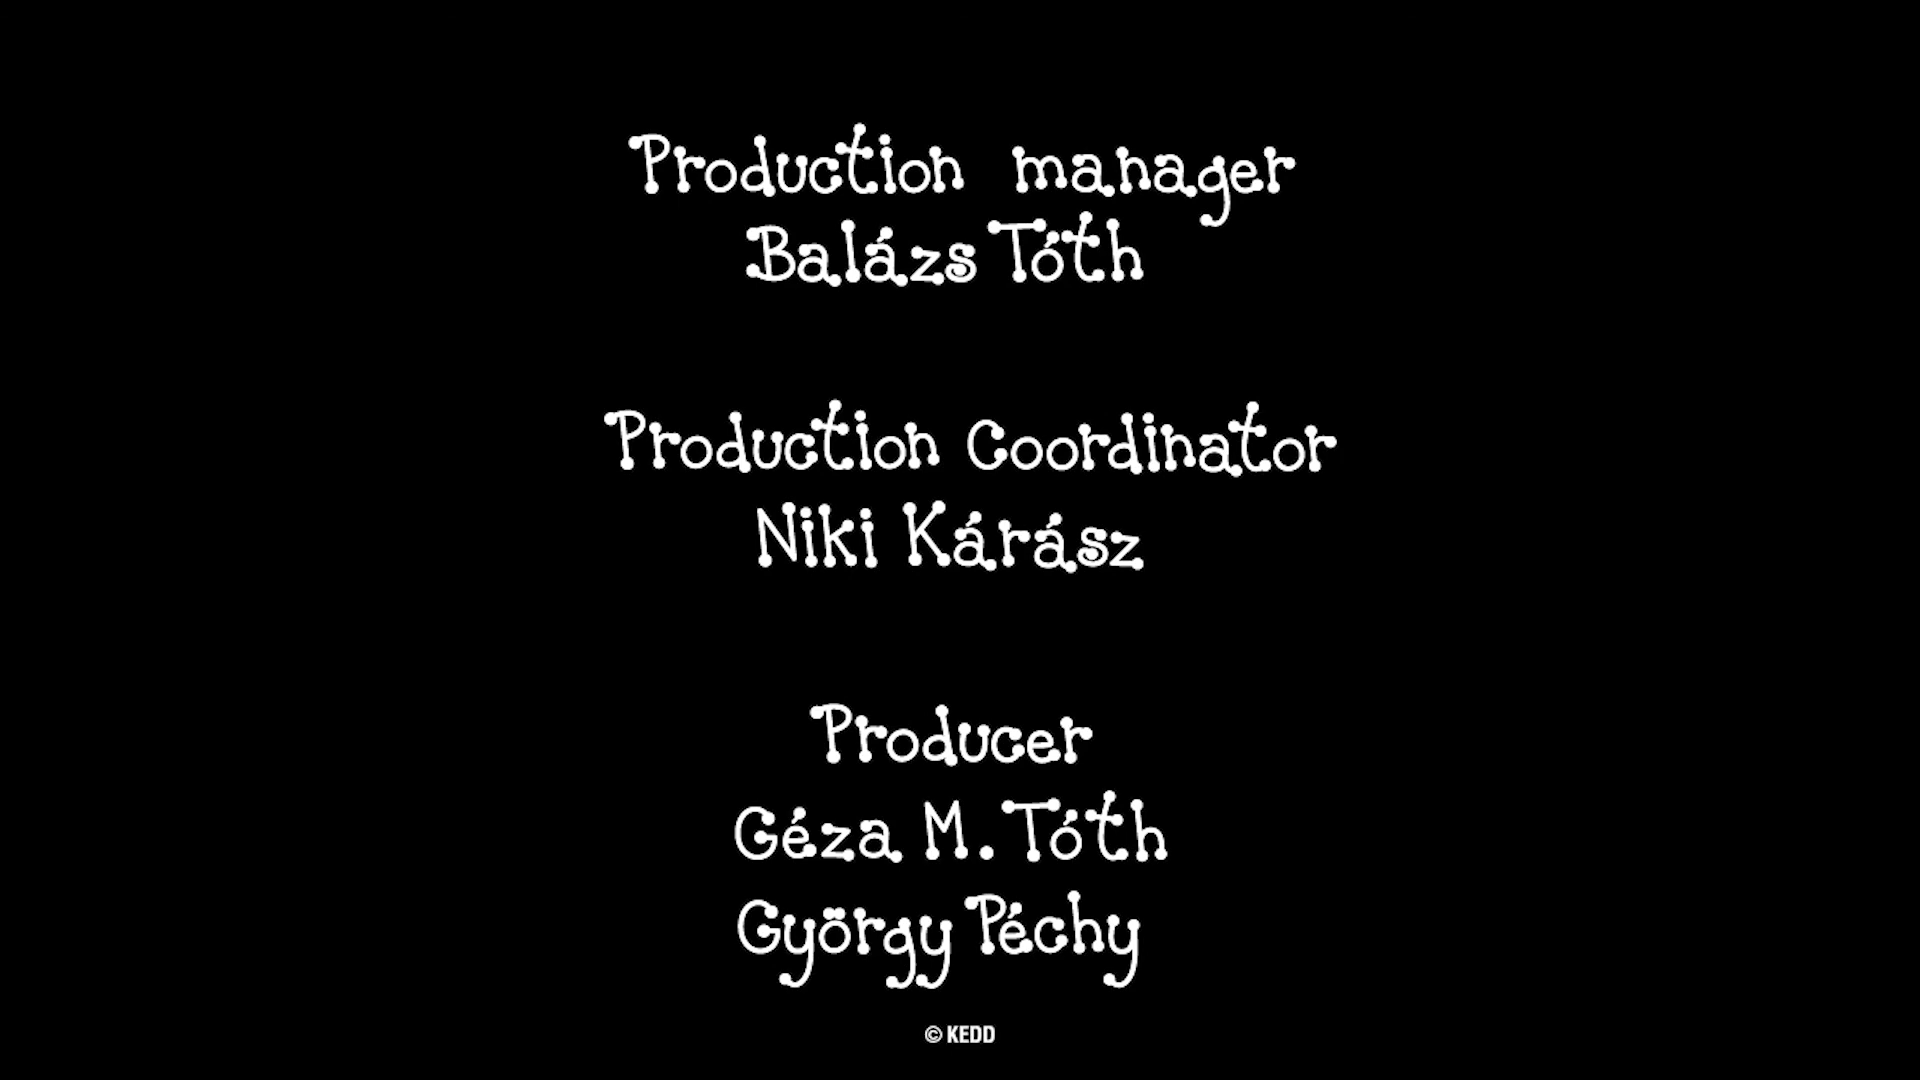 Production manager
Balázs Tóth
Production Coordinator
Niki Kárász
Producer
Géza M. Tóth
György Péchy
© KEDD